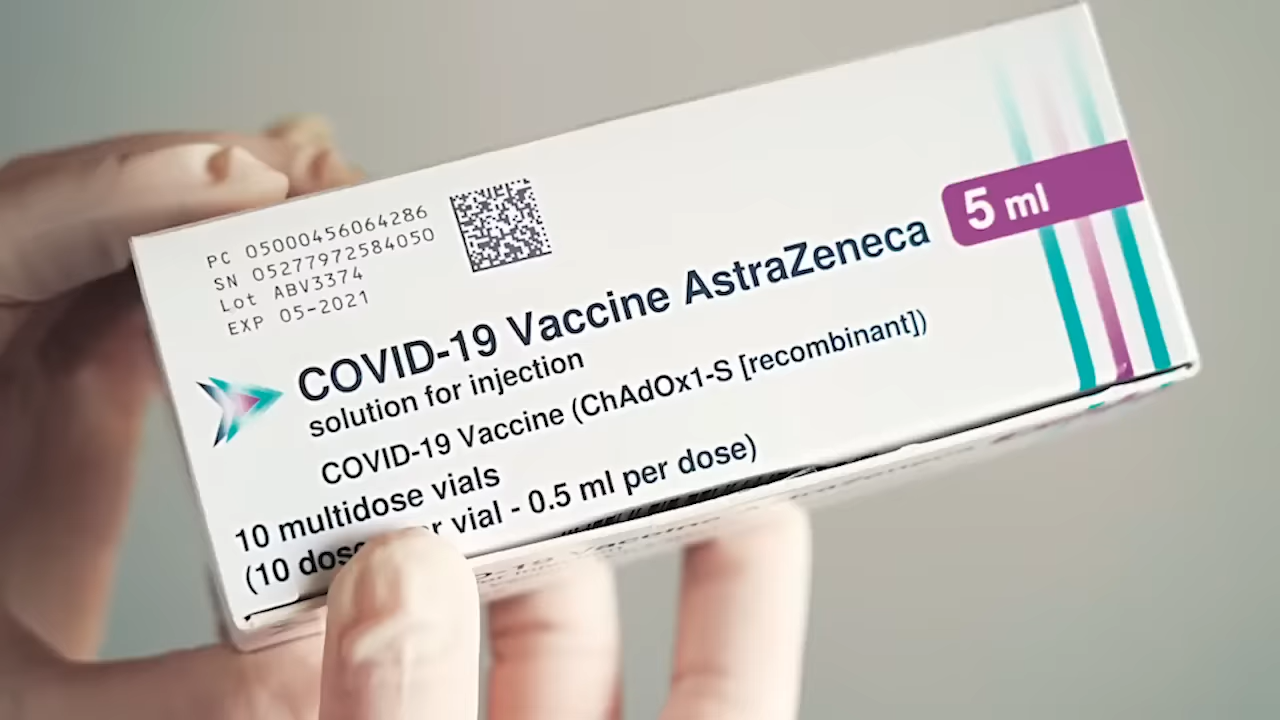 PC 05000456064286
SN 05277972584050
Lot ABV3374
EXP 05-2021
COVID-19 Vaccine AstraZeneca
5 ml
solution for injection
COVID-19 Vaccine (ChAdOx1-S [recombinant])
10 multidose vials
(10 vial - 0.5 ml per dose)